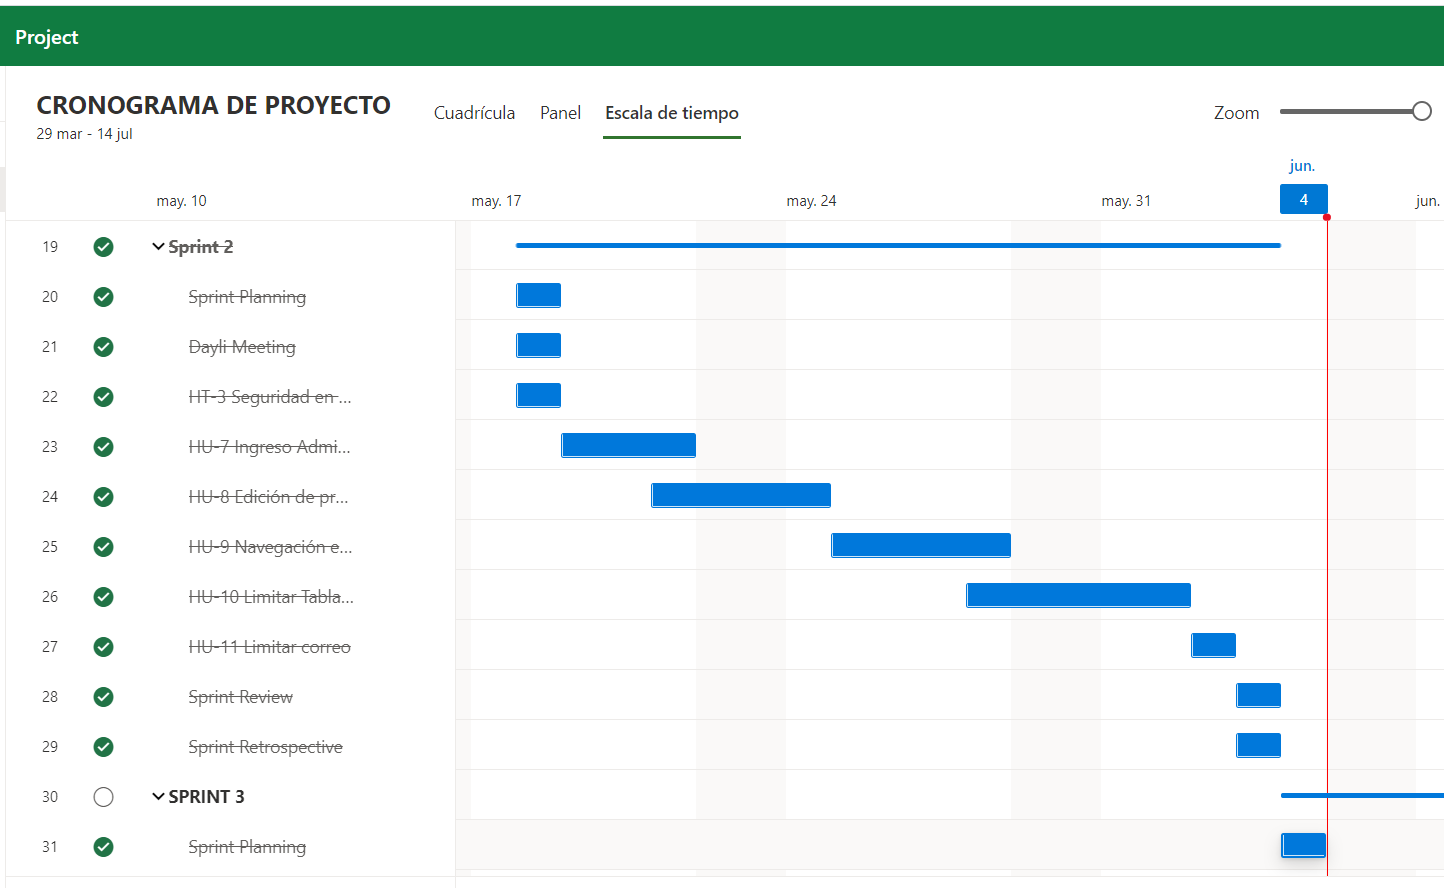 Project
CRONOGRAMA DE PROYECTO
29 mar - 14 jul
Cuadrícula Panel Escala de tiempo
Zoom
jun.
may. 10 may. 17 may. 24 may. 31 4 jun.
19 Sprint 2
20 Sprint Planning
21 Dayli Meeting
22 HT-3 Seguridad en ...
23 HU-7 Ingreso Admi...
24 HU-8 Edición de pr...
25 HU-9 Navegación e...
26 HU-10 Limitar Tabla...
27 HU-11 Limitar correo
28 Sprint Review
29 Sprint Retrospective
30 SPRINT 3
31 Sprint Planning